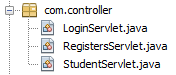 com.controller
LoginServlet.java
RegistersServlet.java
StudentServlet.java